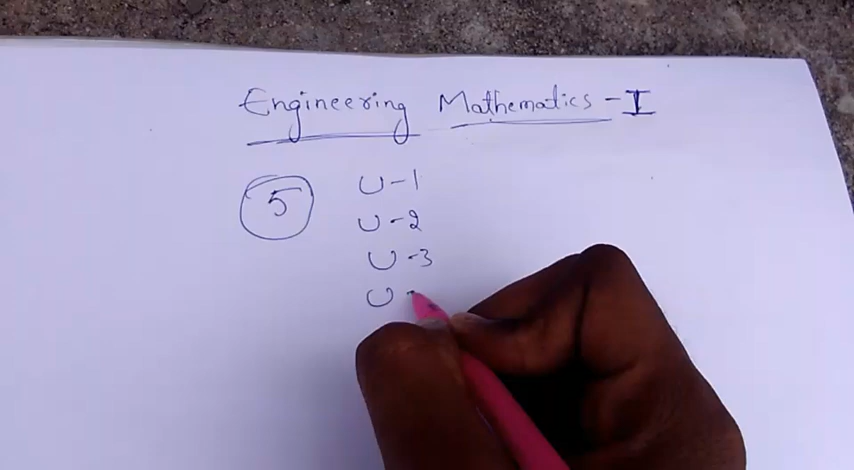 Engineering Mathematics - I
5
U - 1
U - 2
U - 3
U -